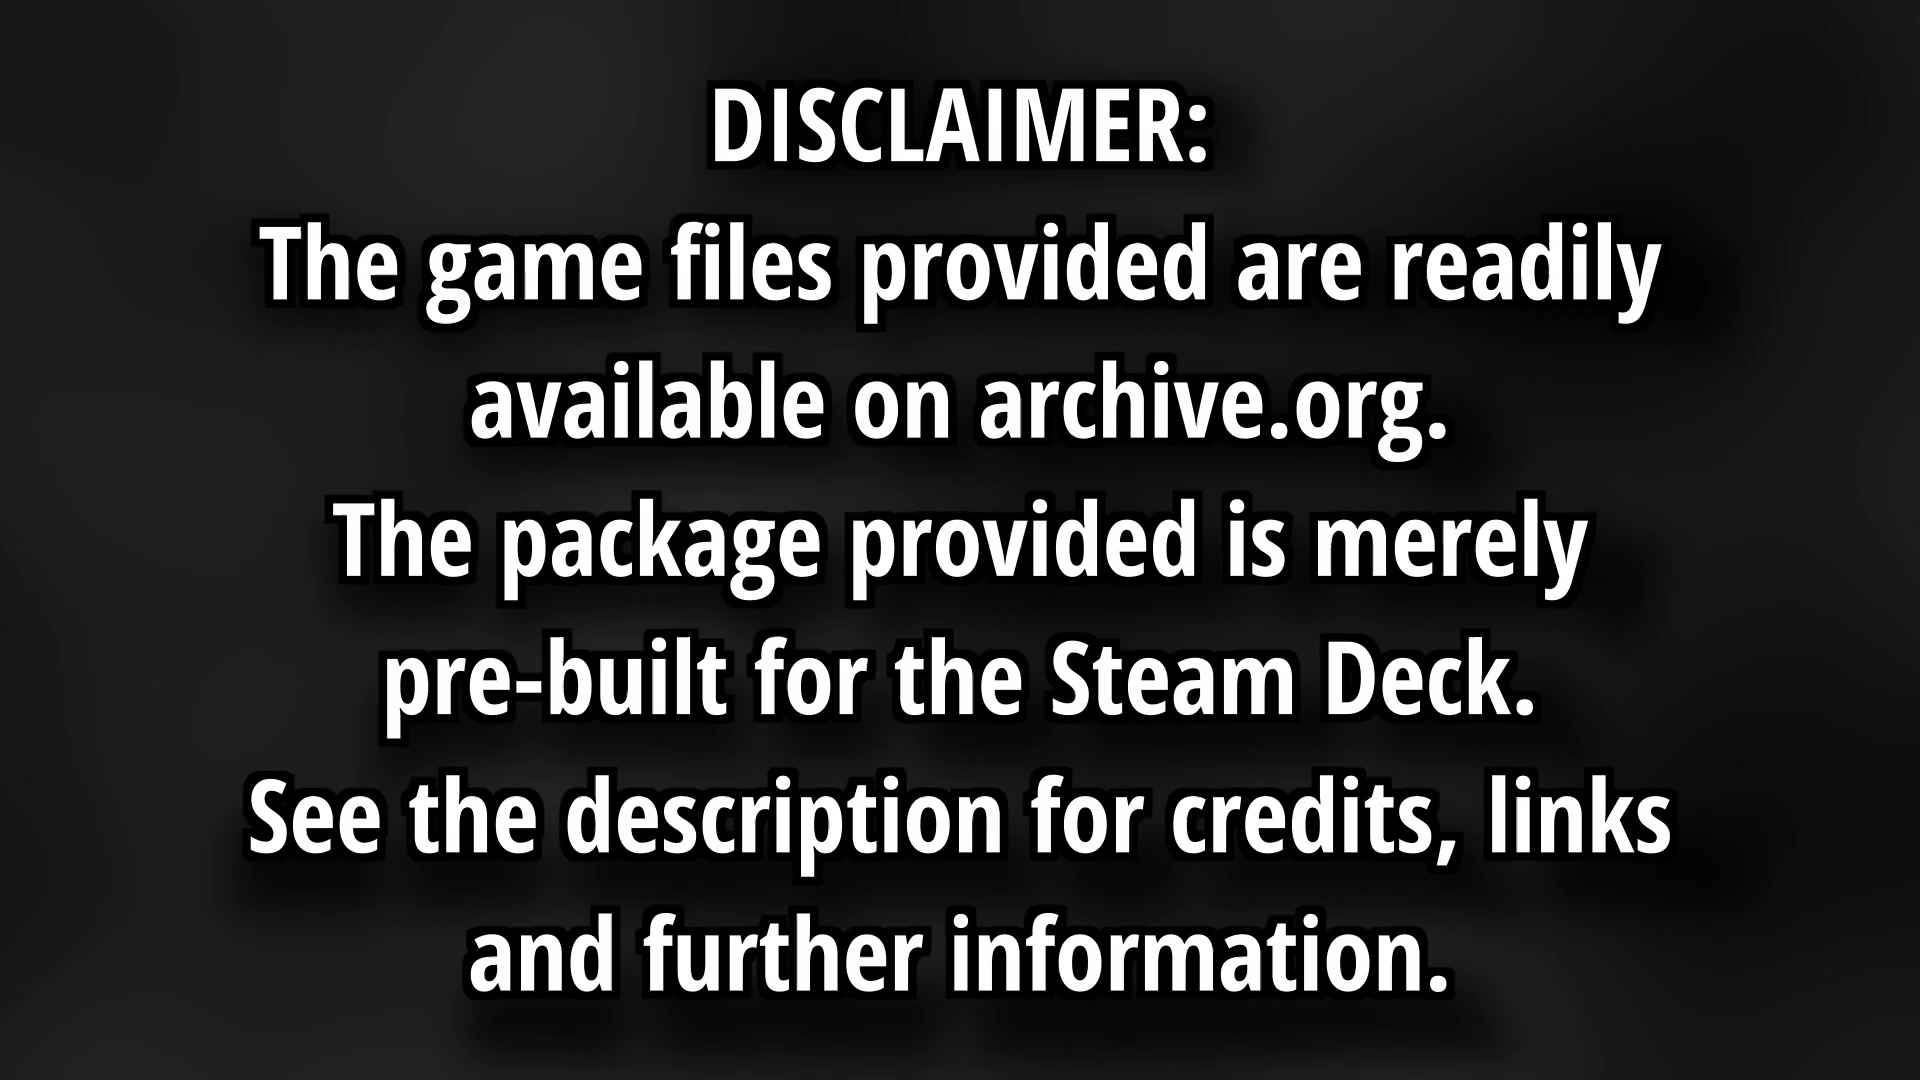 DISCLAIMER:
The game files provided are readily
available on archive.org.
The package provided is merely
pre-built for the Steam Deck.
See the description for credits, links
and further information.